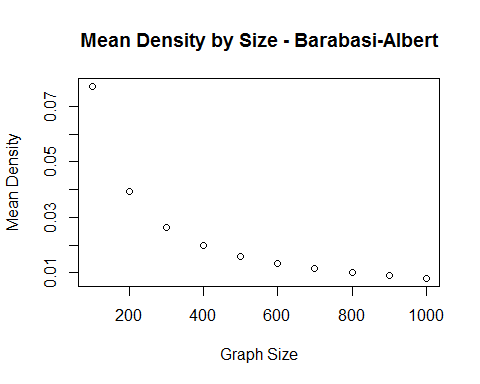 Mean Density by Size - Barabasi-Albert
Mean Density
0.07
0.05
0.03
0.01
200 400 600 800 1000
Graph Size